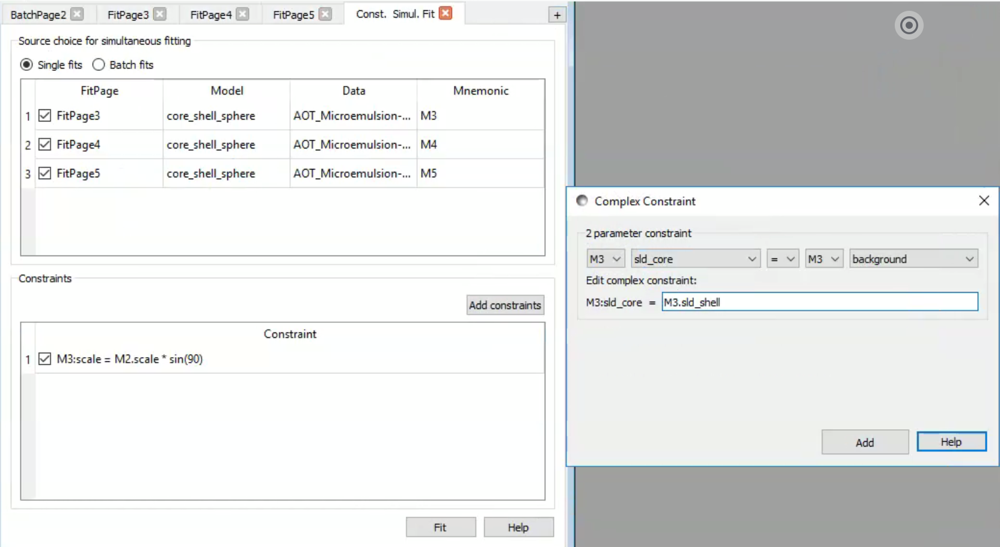 BatchPage2 FitPage3 FitPage4 FitPage5 Const. Simul. Fit +
Source choice for simultaneous fitting
Single fits Batch fits
FitPage Model Data Mnemonic
1 FitPage3 core_shell_sphere AOT_Microemulsion-... M3
2 FitPage4 core_shell_sphere AOT_Microemulsion-... M4
3 FitPage5 core_shell_sphere AOT_Microemulsion-... M5
Constraints
Add constraints
Constraint
1 M3:scale = M2.scale * sin(90)
Fit Help
Complex Constraint
2 parameter constraint
M3 sld_core = M3 background
Edit complex constraint:
M3:sld_core = M3.sld_shell
Add Help